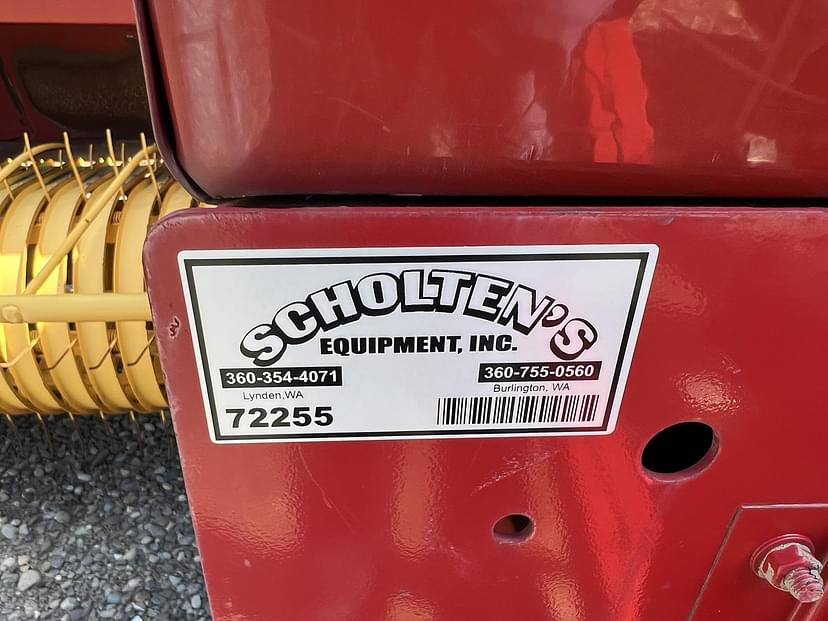 SCHOLTEN'S
EQUIPMENT, INC.
360-354-4071 360-755-0560
Lynden,WA Burlington, WA
72255